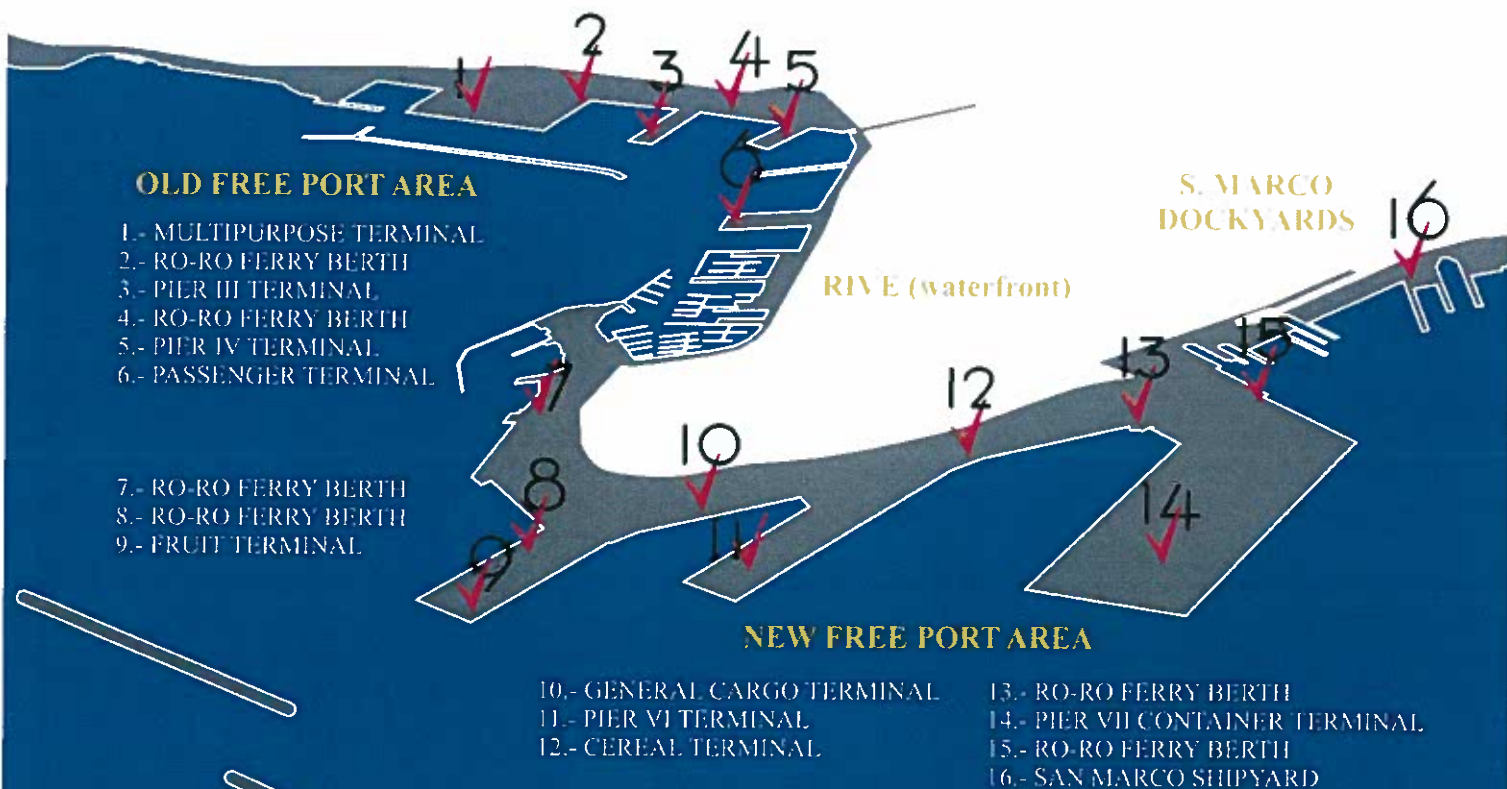 1
2
3
4
5
6
OLD FREE PORT AREA
1.- MULTIPURPOSE TERMINAL
2.- RO-RO FERRY BERTH
3.- PIER III TERMINAL
4.- RO-RO FERRY BERTH
5.- PIER IV TERMINAL
6.- PASSENGER TERMINAL
S. MARCO
DOCKYARDS
16
RIVE (waterfront)
15
13
12
7
10
8
14
11
9
7.- RO-RO FERRY BERTH
8.- RO-RO FERRY BERTH
9.- FRUIT TERMINAL
NEW FREE PORT AREA
10.- GENERAL CARGO TERMINAL
11.- PIER VI TERMINAL
12.- CEREAL TERMINAL
13.- RO-RO FERRY BERTH
14.- PIER VII CONTAINER TERMINAL
15.- RO-RO FERRY BERTH
16.- SAN MARCO SHIPYARD